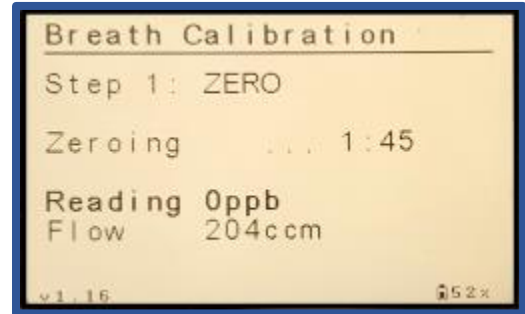 Breath Calibration
Step 1: ZERO
Zeroing ... 1:45
Reading 0ppb
Flow 204ccm
v1.16 52%